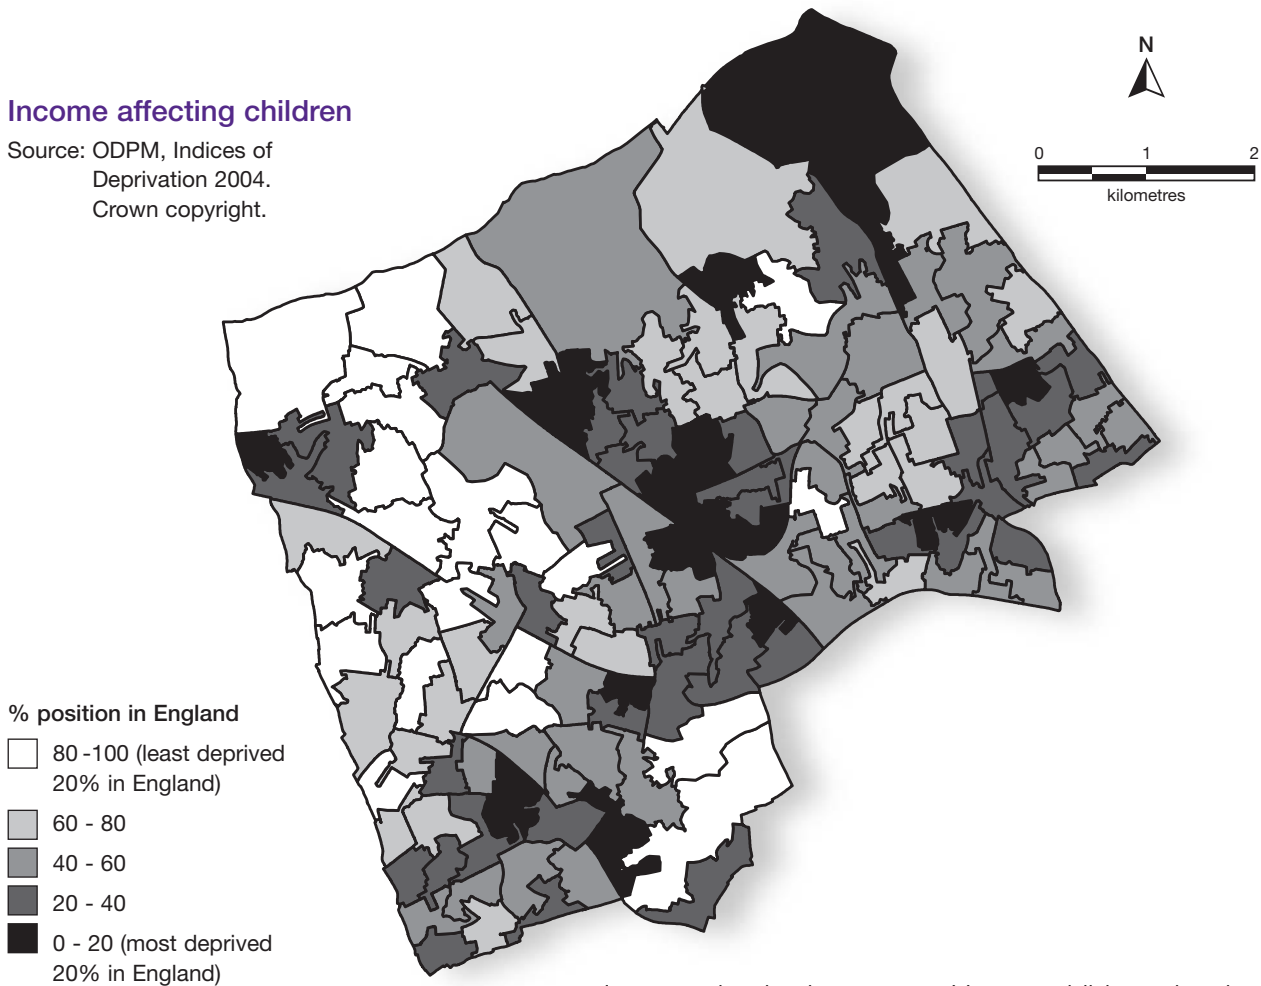 Income affecting children
Source: ODPM, Indices of
Deprivation 2004.
Crown copyright.
N
0 1 2
kilometres
% position in England
80 -100 (least deprived
20% in England)
60 - 80
40 - 60
20 - 40
0 - 20 (most deprived
20% in England)